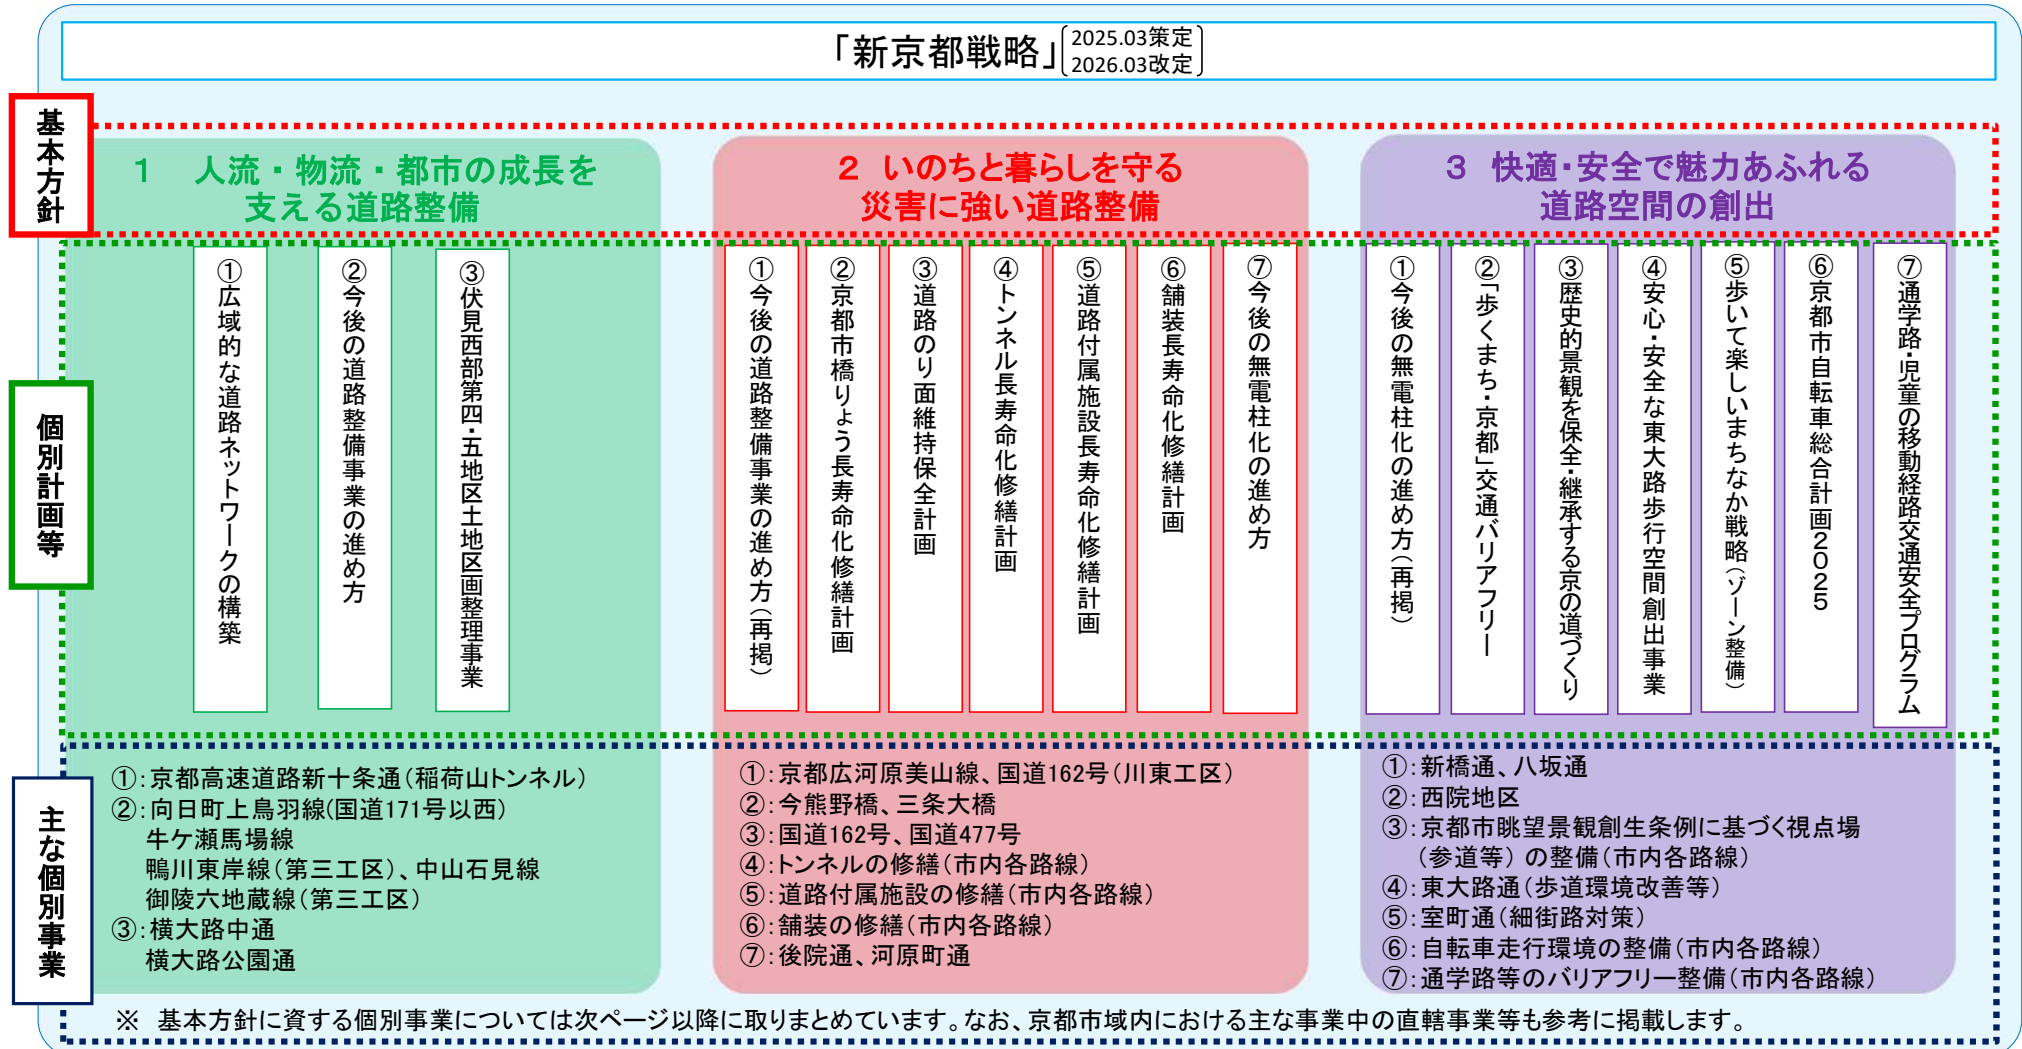 「新京都戦略」
2025.03策定
2026.03改定
基本方針
1 人流・物流・都市の成長を
支える道路整備
2 いのちと暮らしを守る
災害に強い道路整備
3 快適・安全で魅力あふれる
道路空間の創出
個別計画等
①広域的な道路ネットワークの構築
②今後の道路整備事業の進め方
③伏見西部第四・五地区土地区画整理事業
①今後の道路整備事業の進め方(再掲)
②京都市橋りょう長寿命化修繕計画
③道路のり面維持保全計画
④トンネル長寿命化修繕計画
⑤道路付属施設長寿命化修繕計画
⑥舗装長寿命化修繕計画
⑦今後の無電柱化の進め方
①今後の無電柱化の進め方(再掲)
②「歩くまち・京都」交通バリアフリー
③歴史的景観を保全・継承する京の道づくり
④安心・安全な東大路歩行空間創出事業
⑤歩いて楽しいまちなか戦略(ゾーン整備)
⑥京都市自転車総合計画2025
⑦通学路・児童の移動経路交通安全プログラム
主な個別事業
①:京都高速道路新十条通(稲荷山トンネル)
②:向日町上鳥羽線(国道171号以西)
牛ケ瀬馬場線
鴨川東岸線(第三工区)、中山石見線
御陵六地蔵線(第三工区)
③:横大路中通
横大路公園通
①:京都広河原美山線、国道162号(川東工区)
②:今熊野橋、三条大橋
③:国道162号、国道477号
④:トンネルの修繕(市内各路線)
⑤:道路付属施設の修繕(市内各路線)
⑥:舗装の修繕(市内各路線)
⑦:後院通、河原町通
①:新橋通、八坂通
②:西院地区
③:京都市眺望景観創生条例に基づく視点場
(参道等)の整備(市内各路線)
④:東大路通(歩道環境改善等)
⑤:室町通(細街路対策)
⑥:自転車走行環境の整備(市内各路線)
⑦:通学路等のバリアフリー整備(市内各路線)
※ 基本方針に資する個別事業については次ページ以降に取りまとめています。なお、京都市域内における主な事業中の直轄事業等も参考に掲載します。